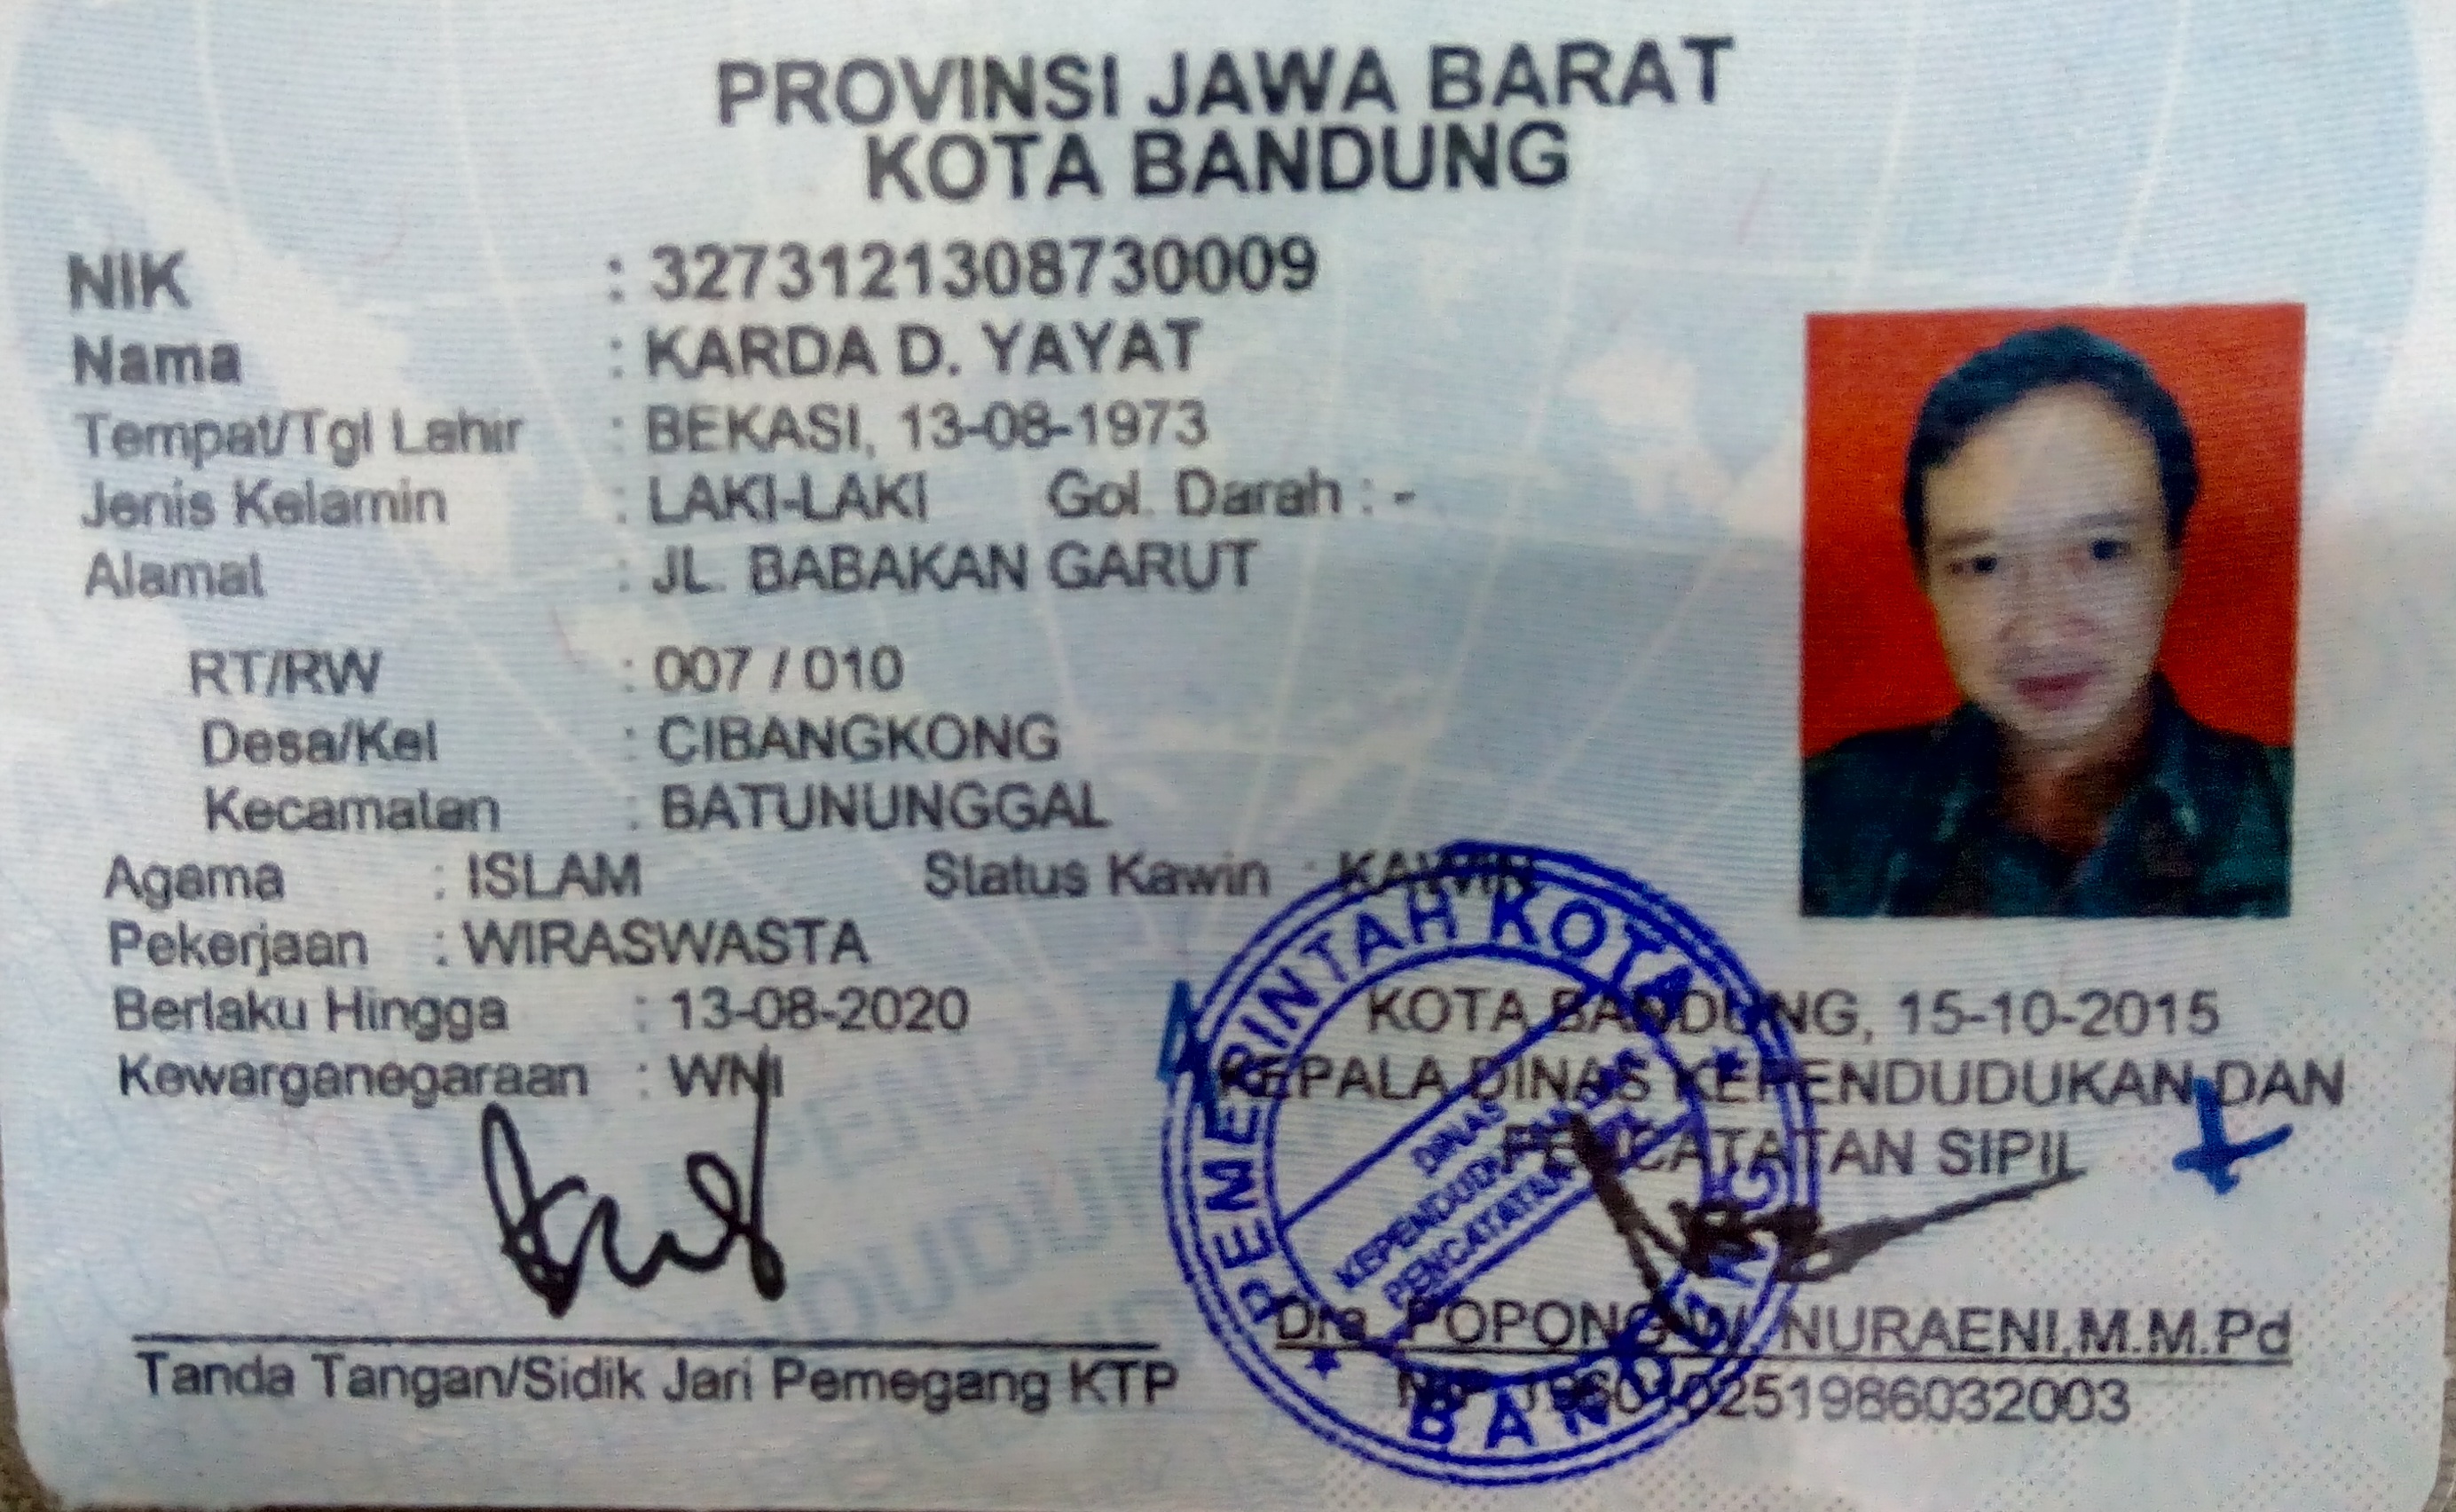 PROVINSI JAWA BARAT
KOTA BANDUNG
NIK : 3273121308730009
Nama : KARDA D. YAYAT
Tempat/Tgl Lahir : BEKASI, 13-08-1973
Jenis Kelamin : LAKI-LAKI Gol. Darah : -
Alamat : JL. BABAKAN GARUT
RT/RW : 007 / 010
Desa/Kel : CIBANGKONG
Kecamatan : BATUNUNGGAL
Agama : ISLAM Status Kawin : KAWIN
Pekerjaan : WIRASWASTA
Berlaku Hingga : 13-08-2020
Kewarganegaraan : WNI
KOTA BANDUNG, 15-10-2015
KEPALA DINAS KEPENDUDUKAN DAN
PENCATATAN SIPIL
PEMERINTAH KOTA
BANDUNG
DINAS
KEPENDUDUKAN DAN
PENCATATAN SIPIL
Dra. POPONG W. NURAENI,M.M.Pd
Tanda Tangan/Sidik Jari Pemegang KTP